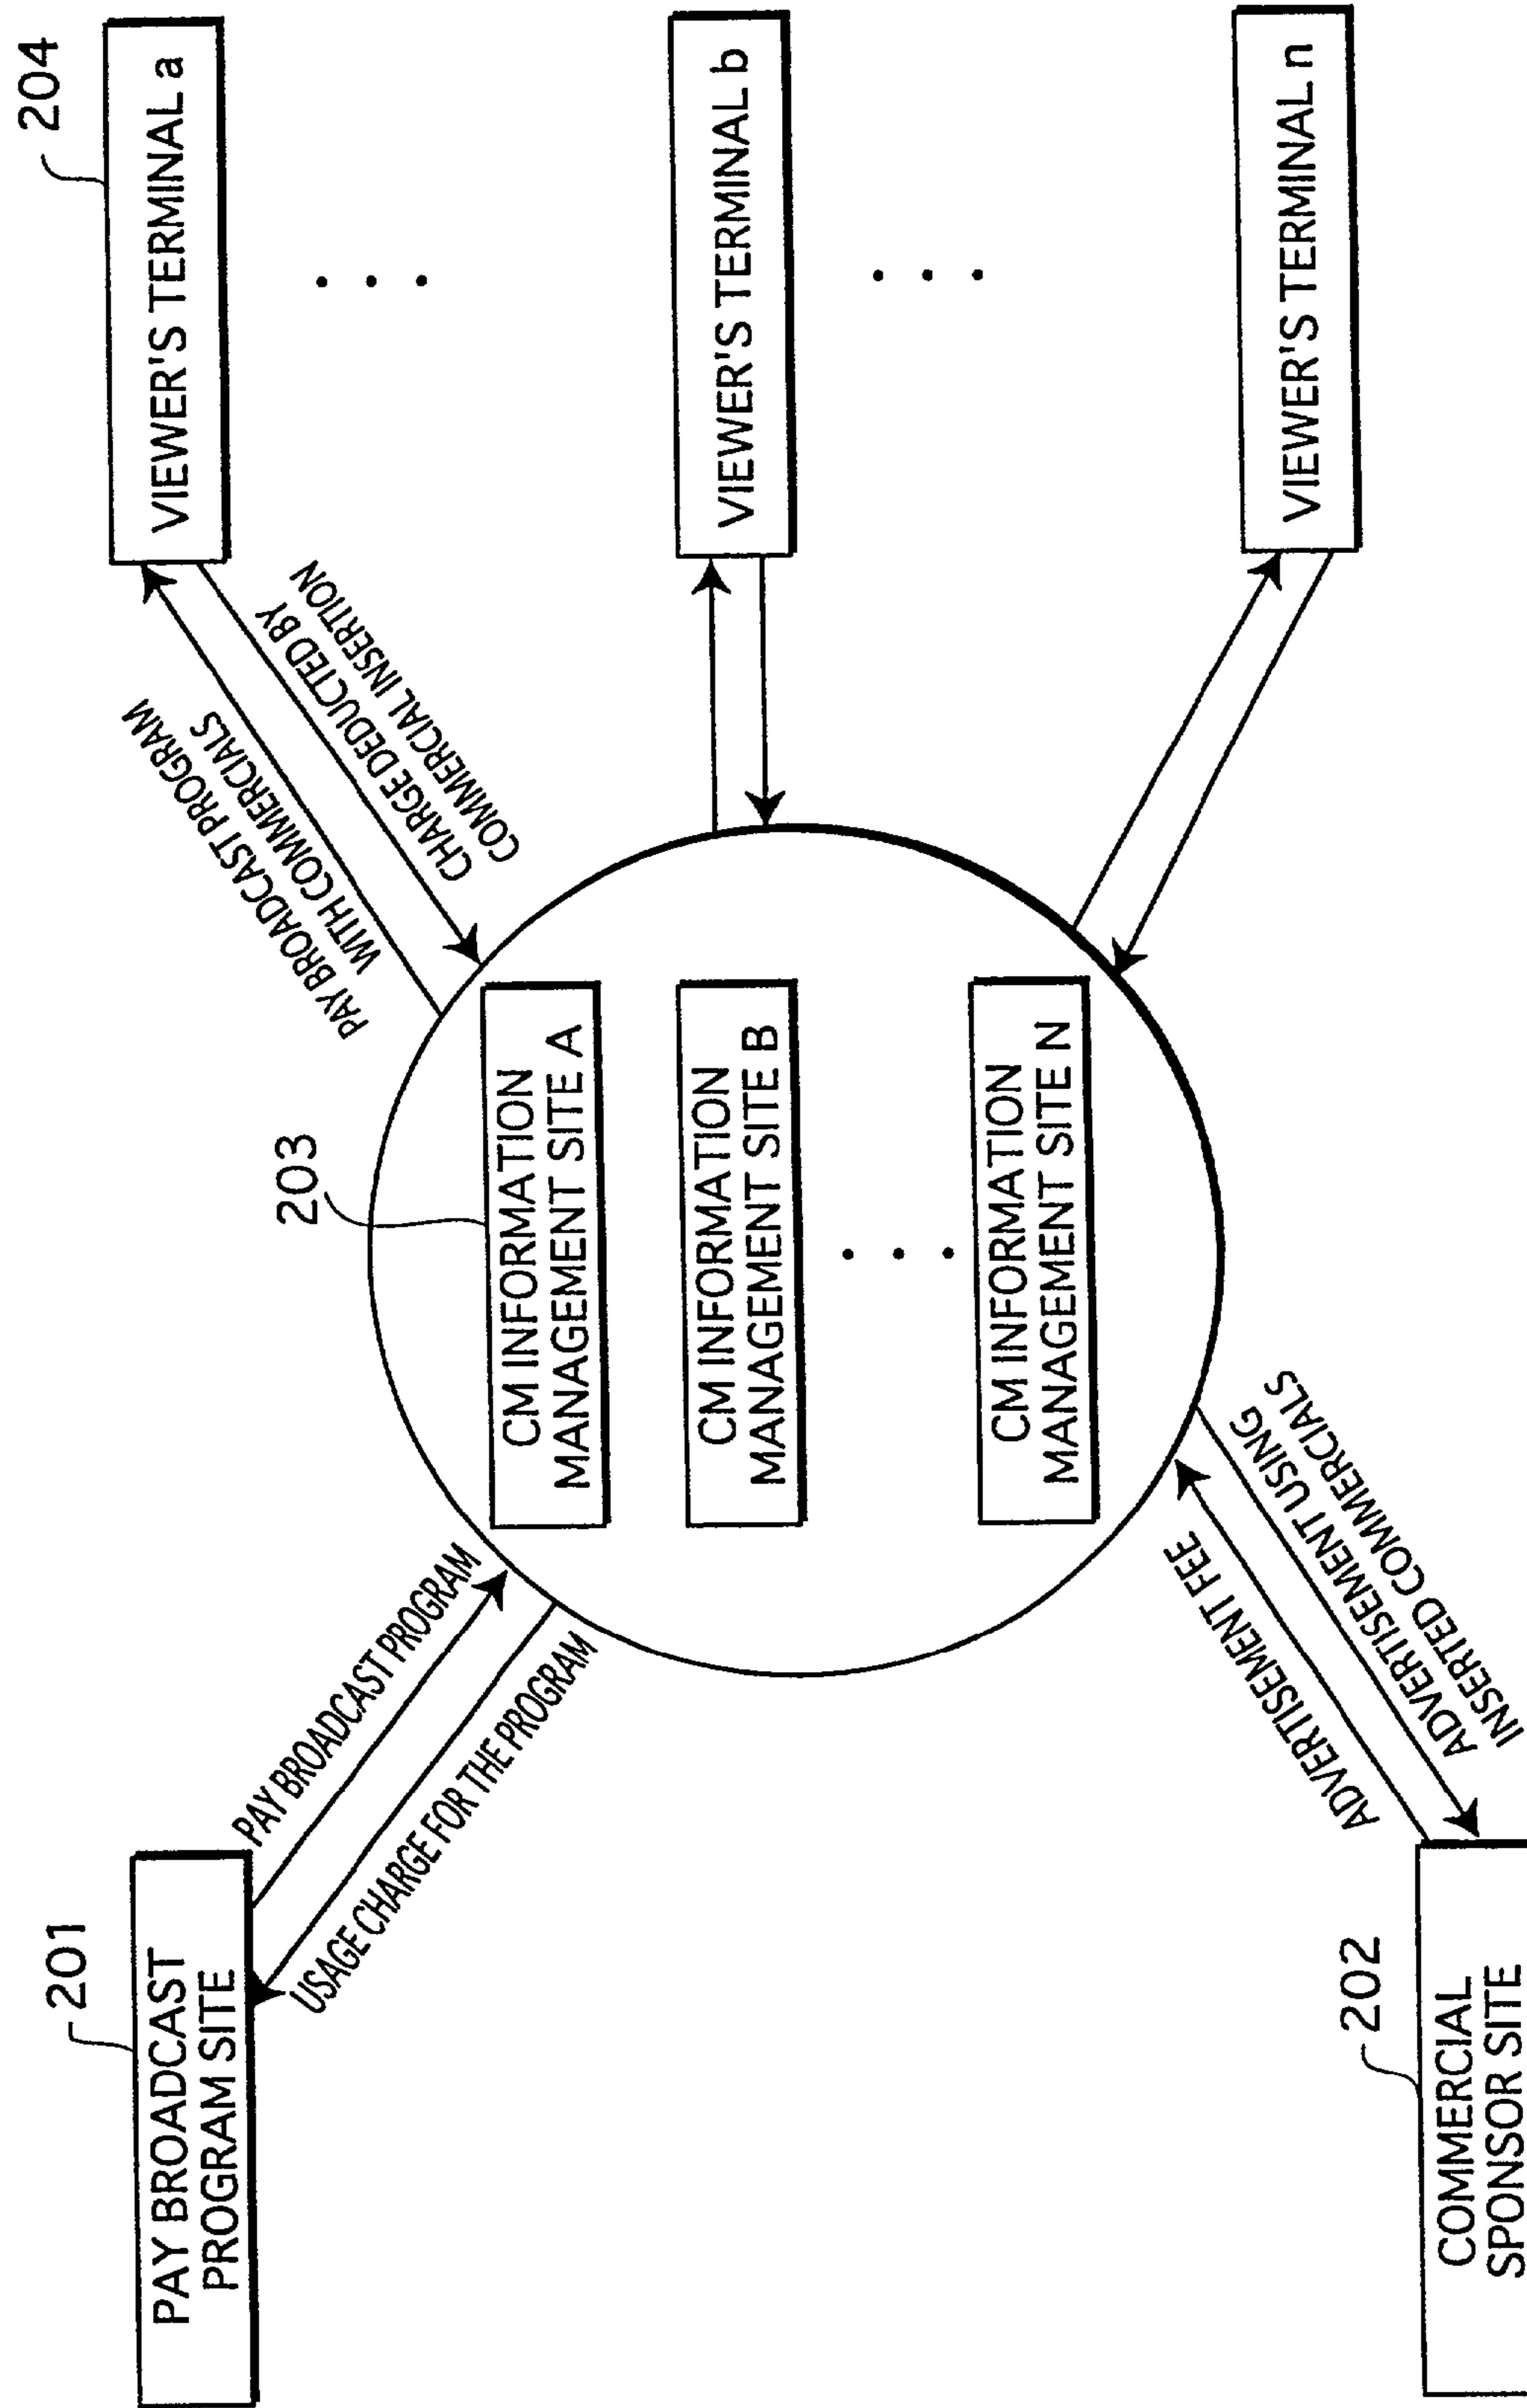 201
PAY BROADCAST
PROGRAM SITE
PAY BROADCAST PROGRAM
USAGE CHARGE FOR THE PROGRAM
202
COMMERCIAL
SPONSOR SITE
ADVERTISEMENT FEE
ADVERTISEMENT USING
INSERTED COMMERCIALS
203
CM INFORMATION
MANAGEMENT SITE A
CM INFORMATION
MANAGEMENT SITE B
. . .
CM INFORMATION
MANAGEMENT SITE N
PAY BROADCAST PROGRAM
WITH COMMERCIALS
CHARGE DEDUCTED BY
COMMERCIAL INSERTION
204
VIEWER'S TERMINAL a
. . .
VIEWER'S TERMINAL b
. . .
VIEWER'S TERMINAL n